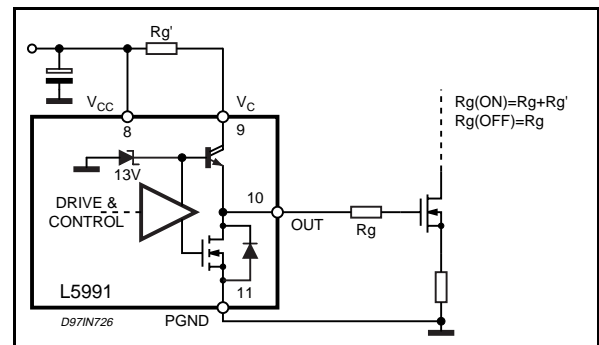 Rg'
VCC
VC
8
9
Rg(ON)=Rg+Rg'
Rg(OFF)=Rg
13V
DRIVE &
CONTROL
10
OUT
Rg
11
L5991
PGND
D97IN726